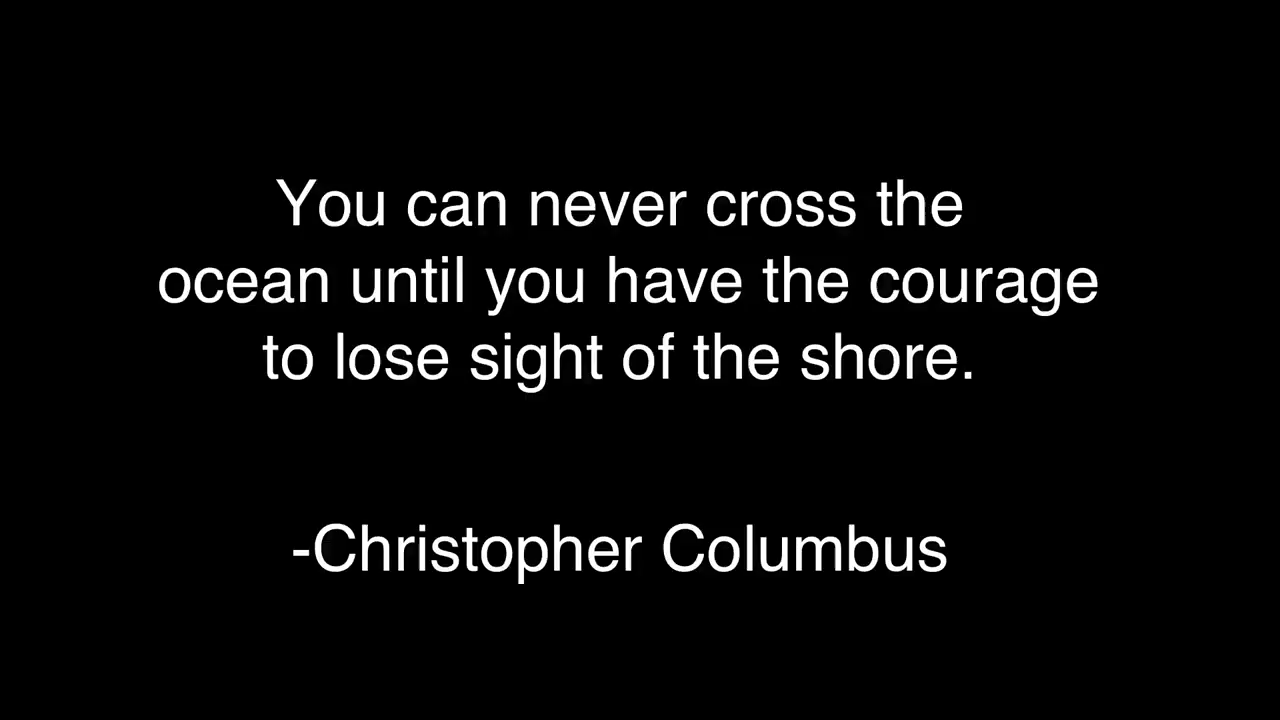 You can never cross the
ocean until you have the courage
to lose sight of the shore.
-Christopher Columbus